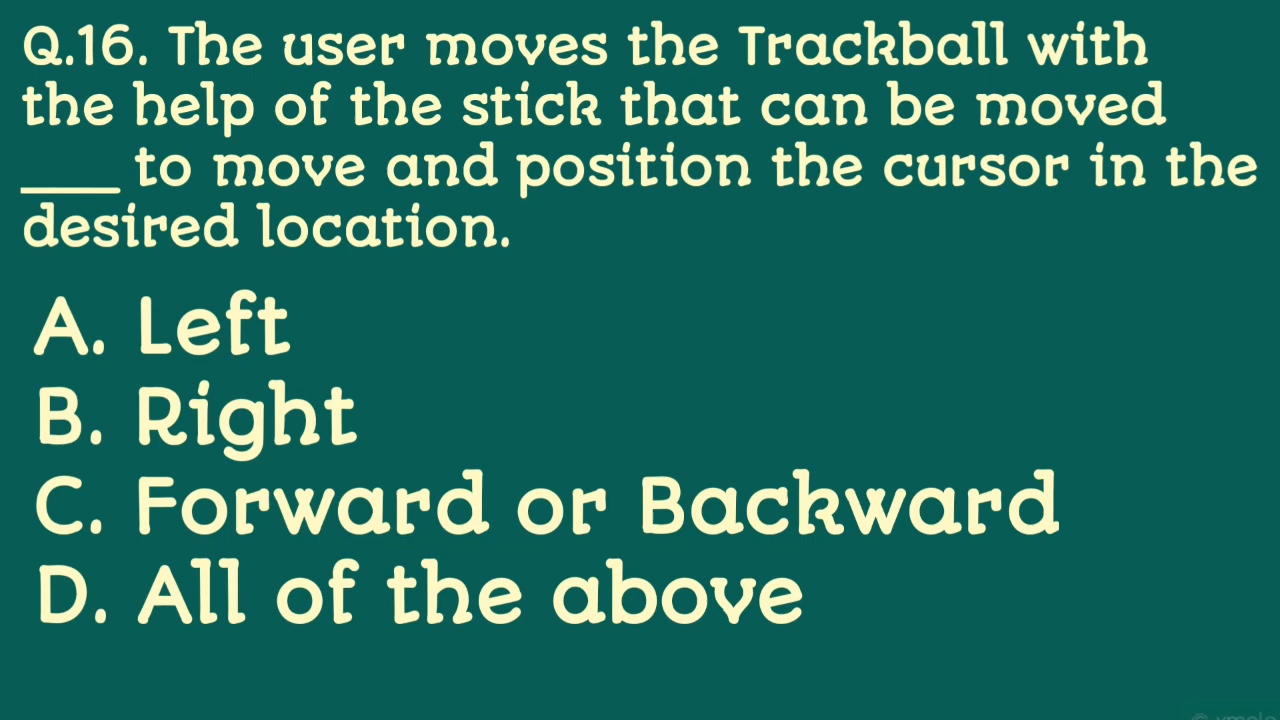 Q.16. The user moves the Trackball with
the help of the stick that can be moved
____ to move and position the cursor in the
desired location.
A. Left
B. Right
C. Forward or Backward
D. All of the above